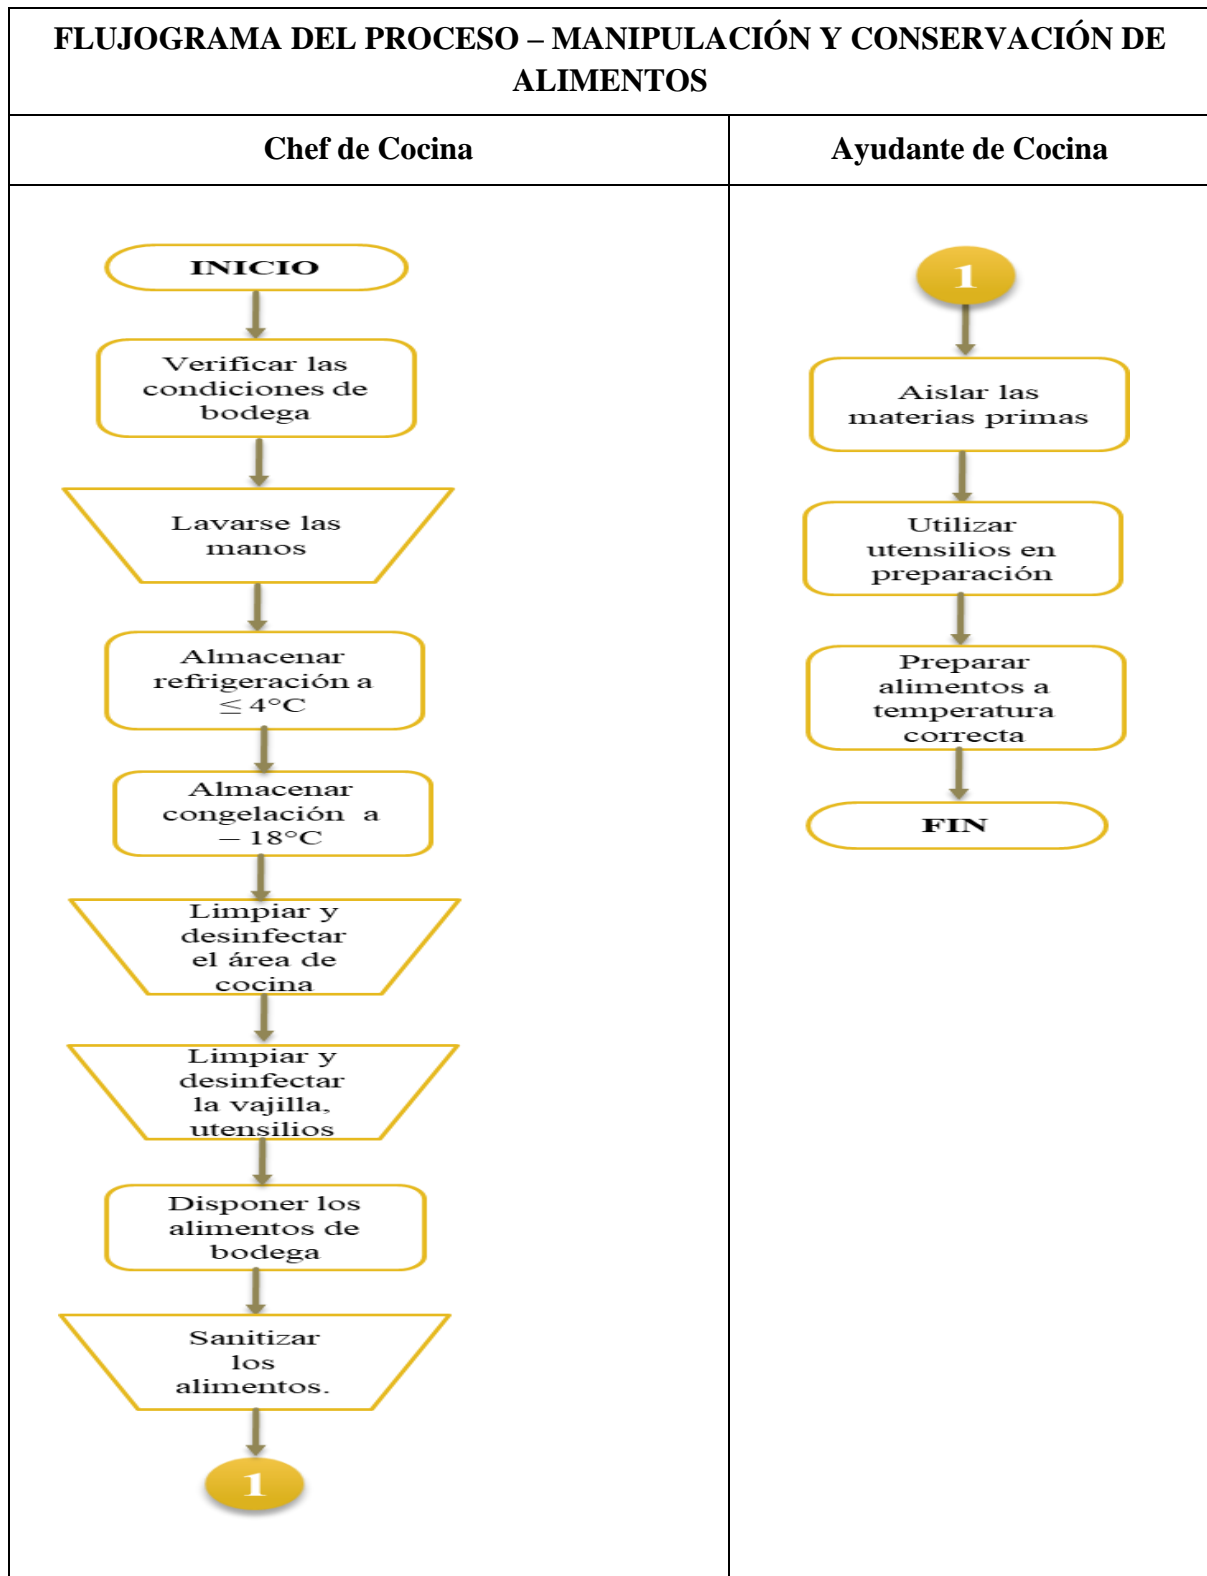 FLUJOGRAMA DEL PROCESO – MANIPULACIÓN Y CONSERVACIÓN DE
ALIMENTOS
Chef de Cocina
Ayudante de Cocina
INICIO
Verificar las
condiciones de
bodega
Lavarse las
manos
Almacenar
refrigeración a
≤ 4°C
Almacenar
congelación a
– 18°C
Limpiar y
desinfectar
el área de
cocina
Limpiar y
desinfectar
la vajilla,
utensilios
Disponer los
alimentos de
bodega
Sanitizar
los
alimentos.
1
1
Aislar las
materias primas
Utilizar
utensilios en
preparación
Preparar
alimentos a
temperatura
correcta
FIN